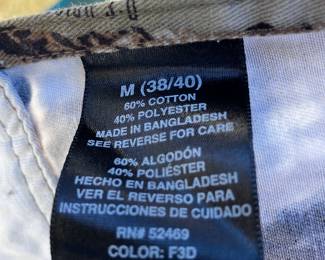 M (38/40)
60% COTTON
40% POLYESTER
MADE IN BANGLADESH
SEE REVERSE FOR CARE
60% ALGODÓN
40% POLIÉSTER
HECHO EN BANGLADESH
VER EL REVERSO PARA
INSTRUCCIONES DE CUIDADO
RN# 52469
COLOR: F3D